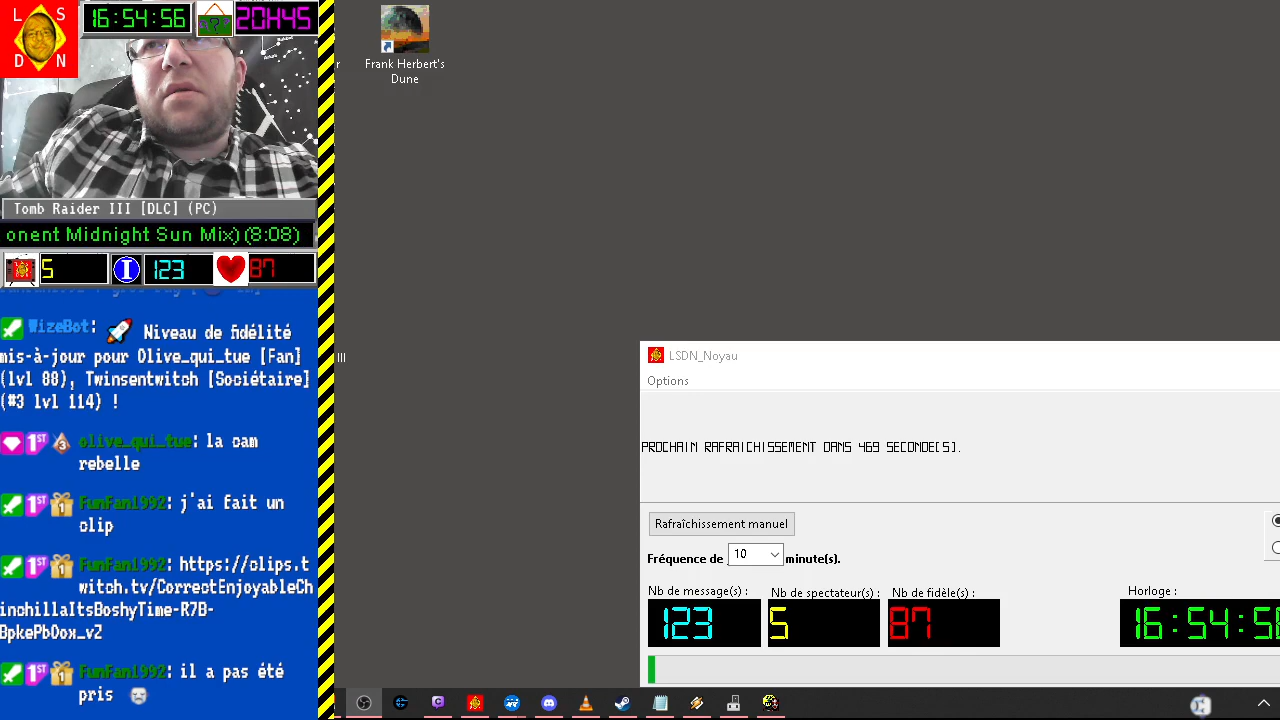 L S
D N
16:54:56
20H45
Tomb Raider III [DLC] (PC)
onent Midnight Sun Mix) (8:08)
5
123
87
WizeBot: Niveau de fidélité
mis-à-jour pour Olive_qui_tue [Fan]
(lvl 88), Twinsentwitch [Sociétaire]
(#3 lvl 114) !
olive_qui_tue: la cam
rebelle
FunFan1992: j'ai fait un
clip
FunFan1992: https://clips.t
witch.tv/CorrectEnjoyableCh
inchillaItsBoshyTime-R7B-
BpkePbOox_v2
FunFan1992: il a pas été
pris
Frank Herbert's
Dune
LSDN_Noyau
Options
PROCHAIN RAFRAICHISSEMENT DANS 469 SECONDE(S).
Rafraîchissement manuel
Fréquence de 10 minute(s).
Nb de message(s) : Nb de spectateur(s) : Nb de fidèle(s) : Horloge :
123 5 87 16:54:56